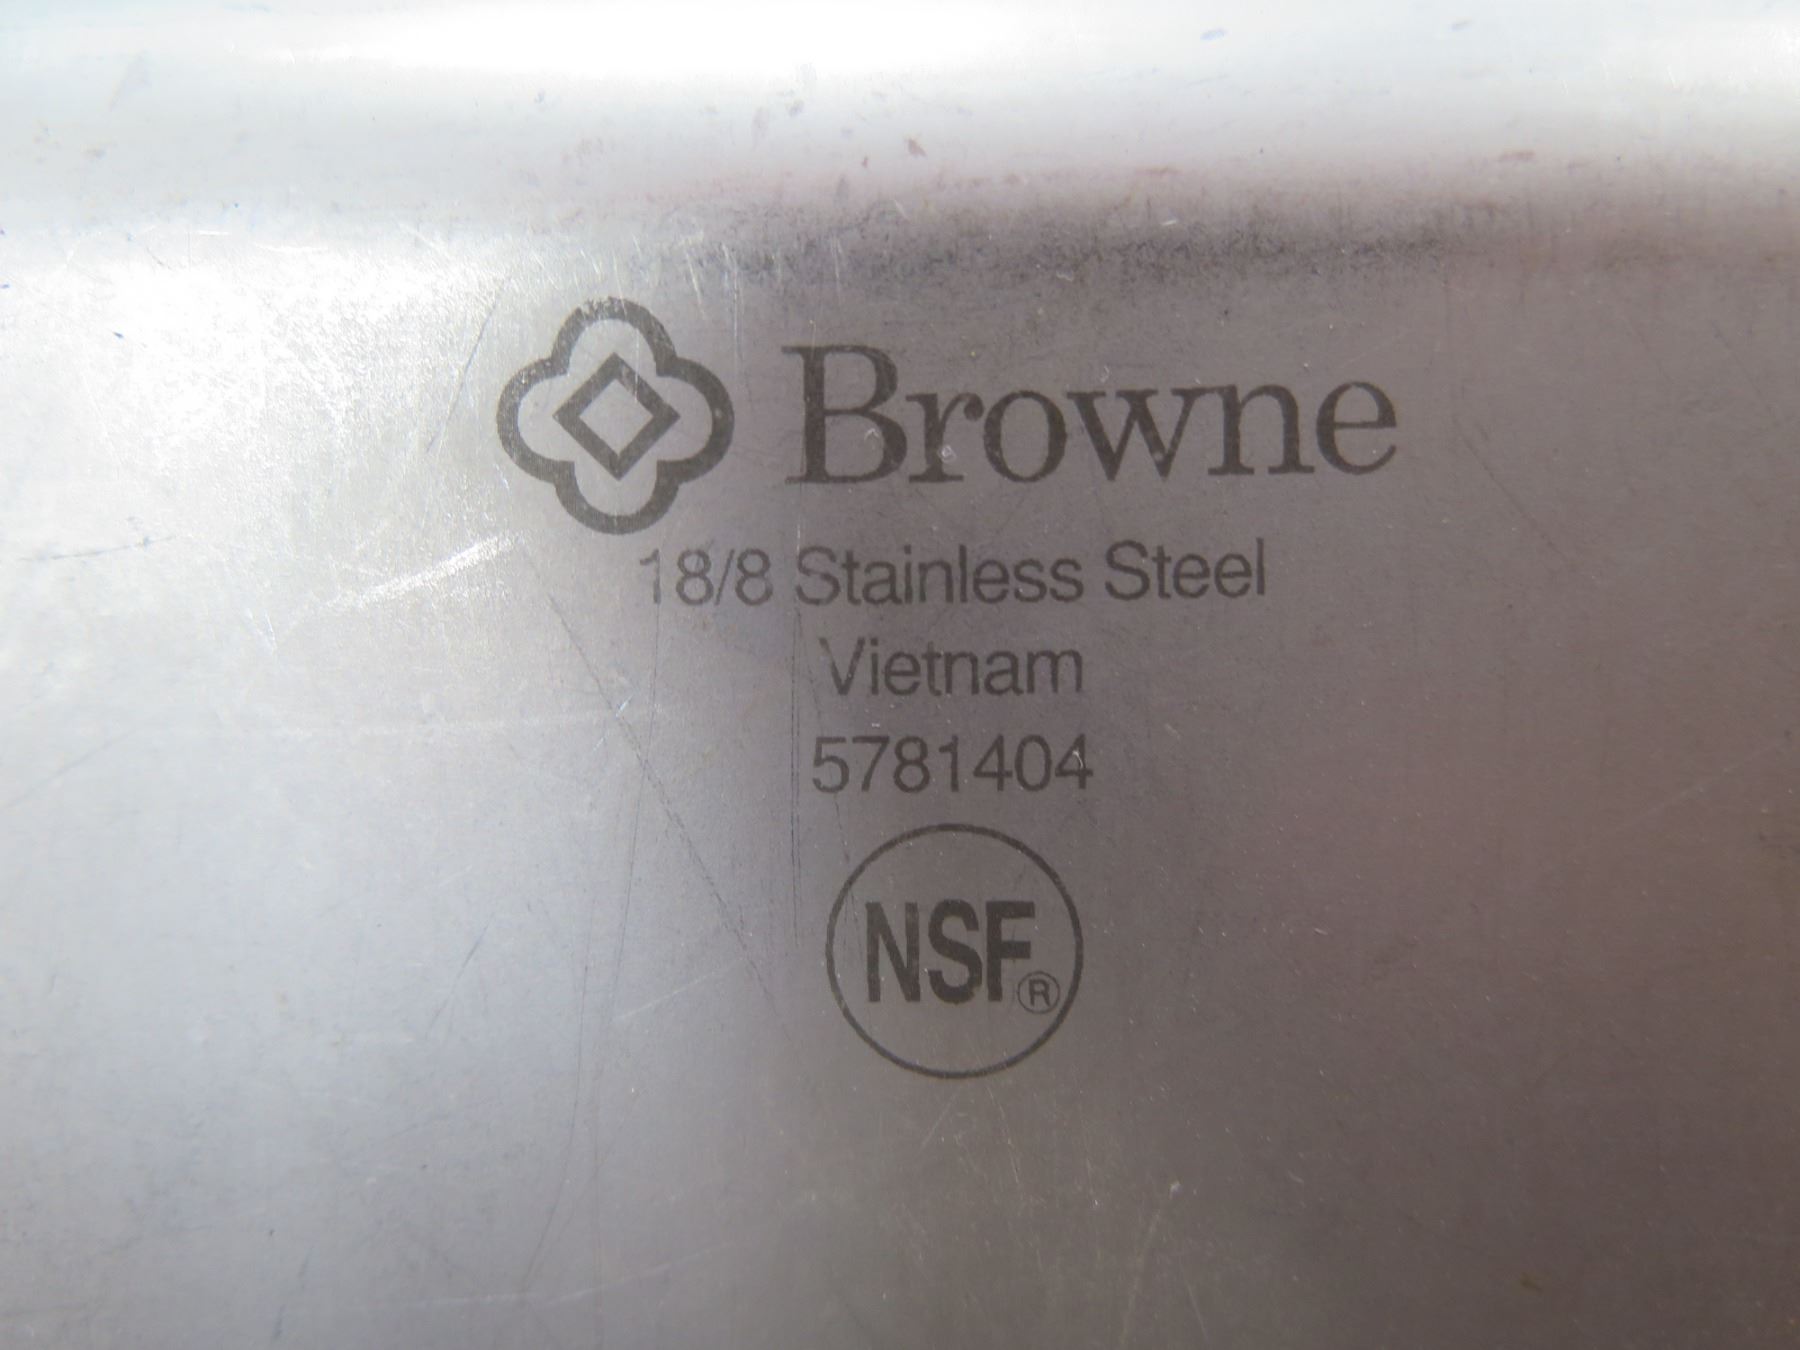 Browne
18/8 Stainless Steel
Vietnam
5781404
NSF®